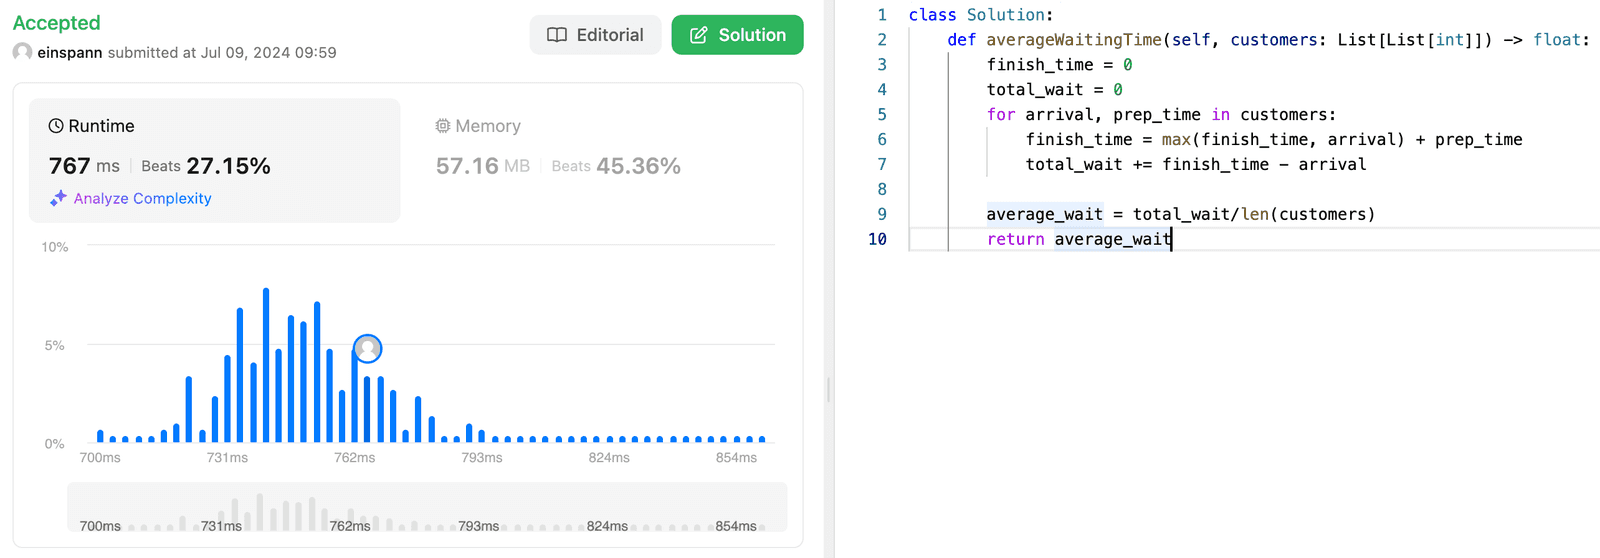 Accepted
einspann submitted at Jul 09, 2024 09:59
Editorial
Solution
Runtime
767 ms | Beats 27.15%
Analyze Complexity
Memory
57.16 MB | Beats 45.36%
10%
5%
0%
700ms 731ms 762ms 793ms 824ms 854ms
700ms 731ms 762ms 793ms 824ms 854ms
1 class Solution:
2     def averageWaitingTime(self, customers: List[List[int]]) -> float:
3         finish_time = 0
4         total_wait = 0
5         for arrival, prep_time in customers:
6             finish_time = max(finish_time, arrival) + prep_time
7             total_wait += finish_time - arrival
8
9         average_wait = total_wait/len(customers)
10         return average_wait